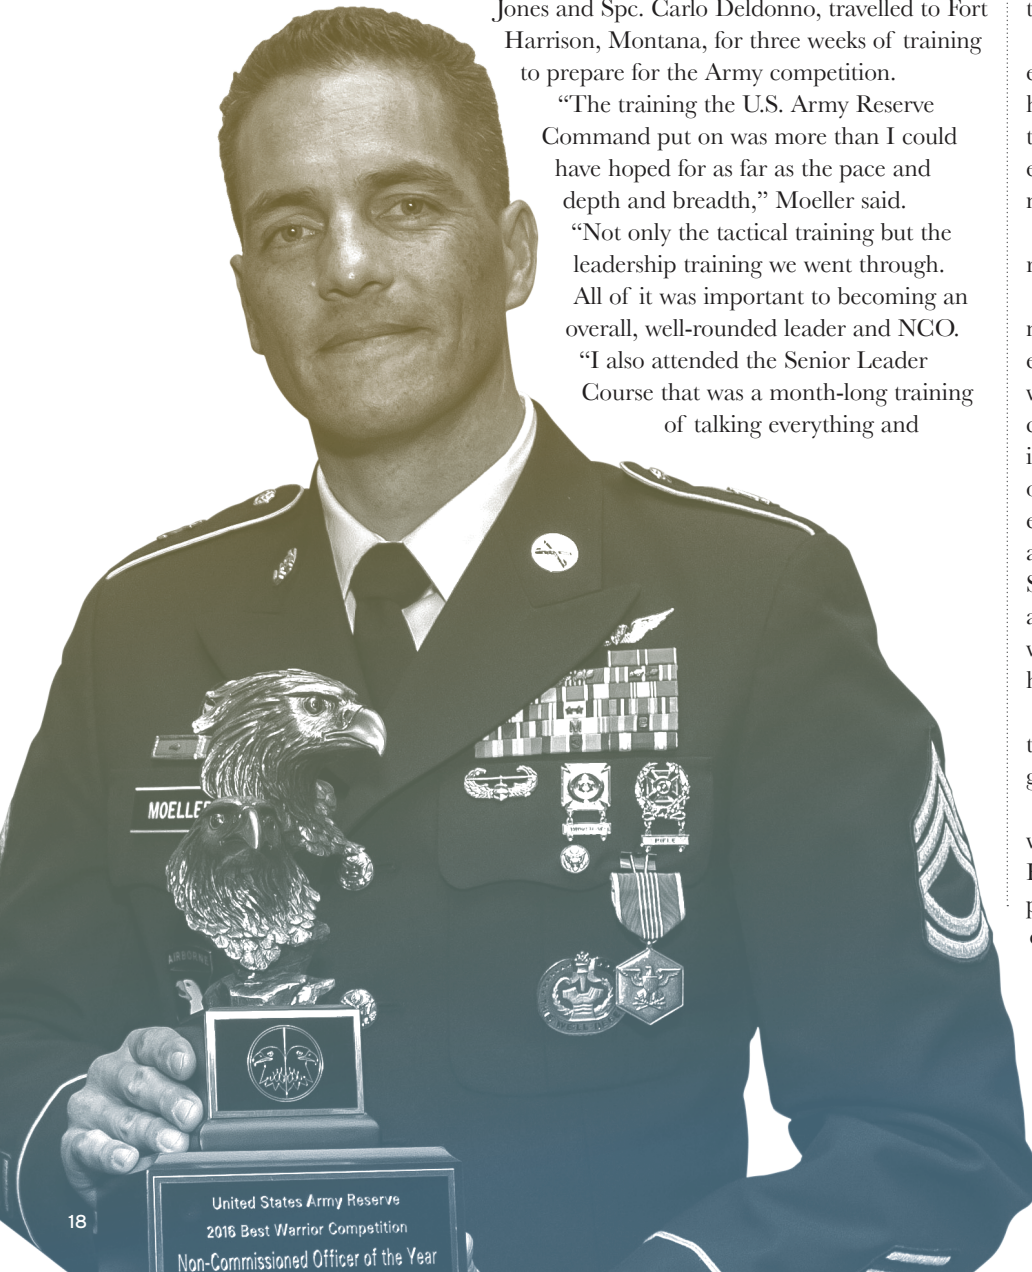 Jones and Spc. Carlo Deldonno, travelled to Fort
Harrison, Montana, for three weeks of training
to prepare for the Army competition.
“The training the U.S. Army Reserve
Command put on was more than I could
have hoped for as far as the pace and
depth and breadth,” Moeller said.
“Not only the tactical training but the
leadership training we went through.
All of it was important to becoming an
overall, well-rounded leader and NCO.
“I also attended the Senior Leader
Course that was a month-long training
of talking everything and
MOELLER
RIFLE
AIRBORNE
United States Army Reserve
2016 Best Warrior Competition
Non-Commissioned Officer of the Year
18